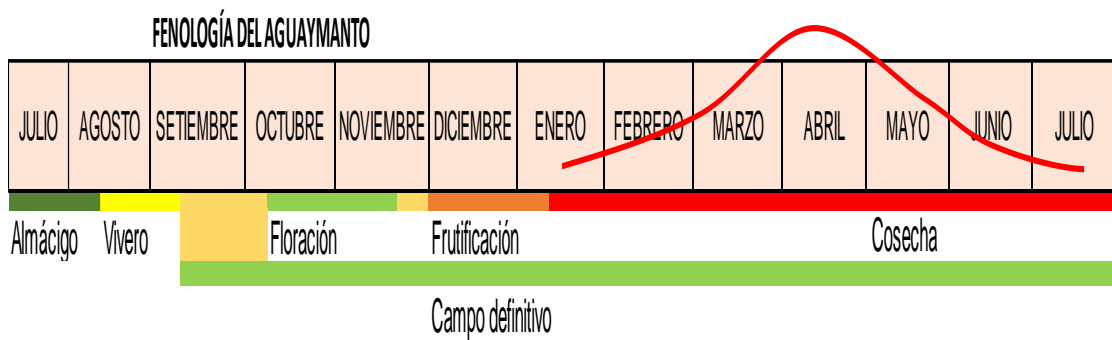 FENOLOGÍA DEL AGUAYMANTO
JULIO AGOSTO SETIEMBRE OCTUBRE NOVIEMBRE DICIEMBRE ENERO FEBRERO MARZO ABRIL MAYO JUNIO JULIO
Almácigo Vivero Floración Frutificación Cosecha
Campo definitivo